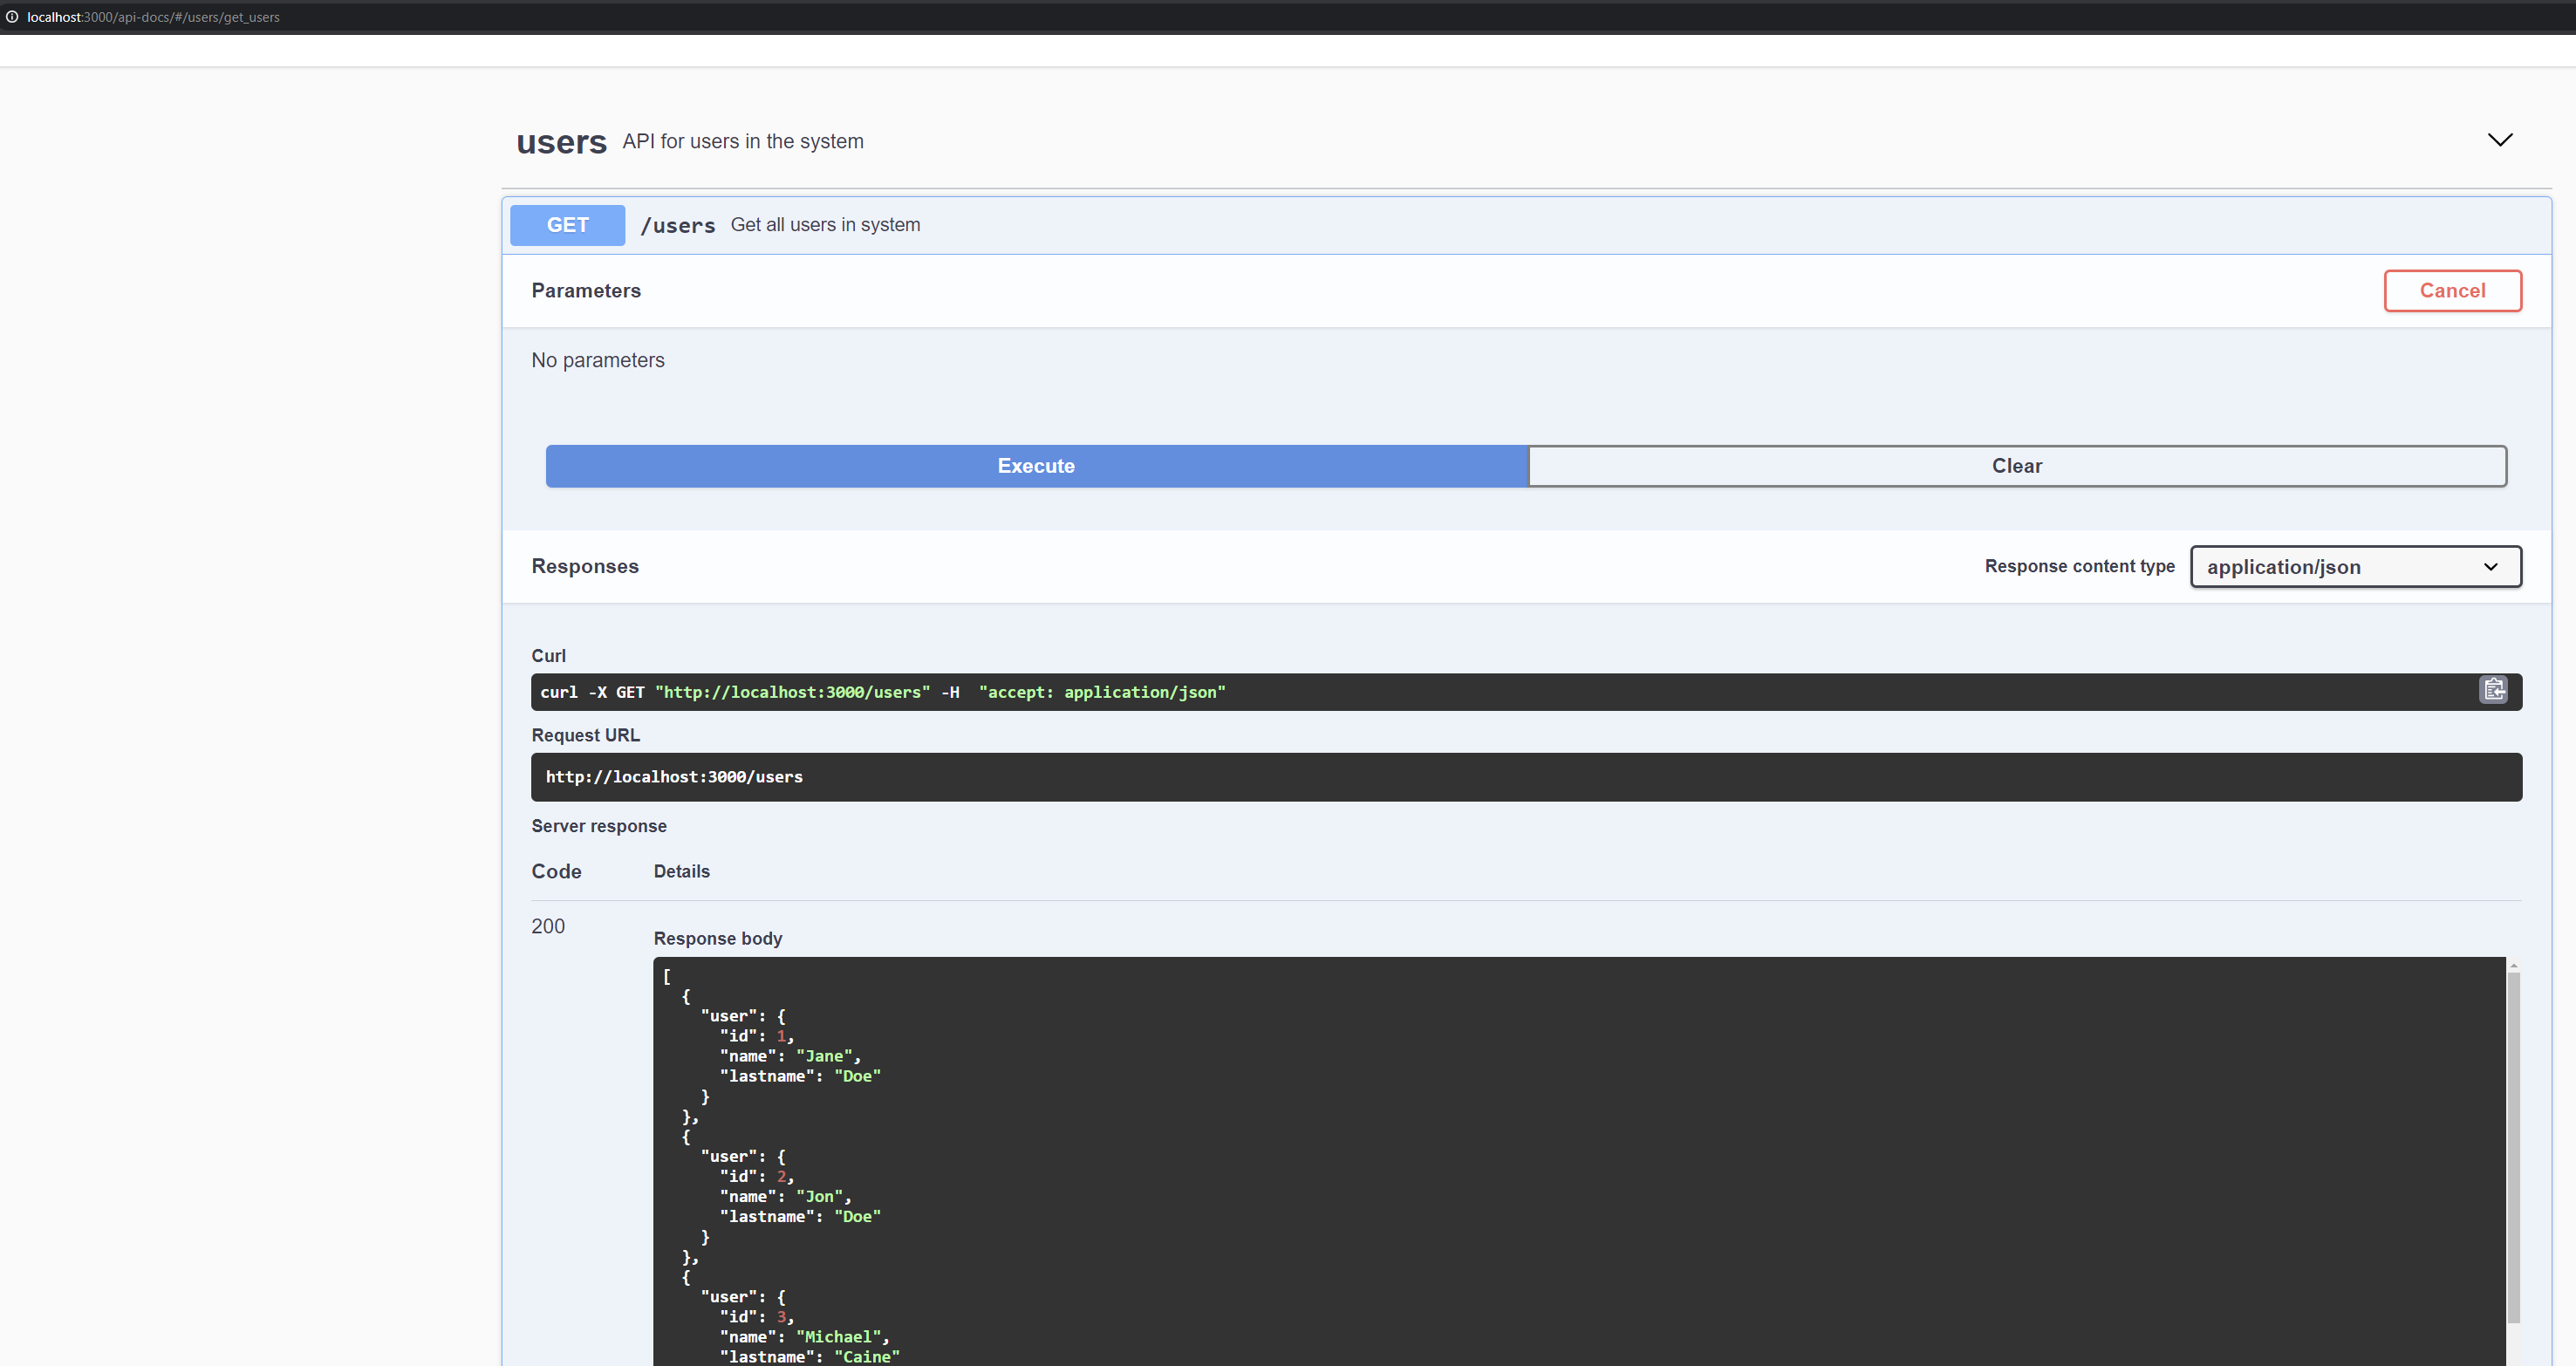 localhost:3000/api-docs/#/users/get_users
users API for users in the system
GET /users Get all users in system
Parameters Cancel
No parameters
Execute Clear
Responses Response content type application/json
Curl
curl -X GET "http://localhost:3000/users" -H  "accept: application/json"
Request URL
http://localhost:3000/users
Server response
Code Details
200
Response body
[
  {
    "user": {
      "id": 1,
      "name": "Jane",
      "lastname": "Doe"
    }
  },
  {
    "user": {
      "id": 2,
      "name": "Jon",
      "lastname": "Doe"
    }
  },
  {
    "user": {
      "id": 3,
      "name": "Michael",
      "lastname": "Caine"